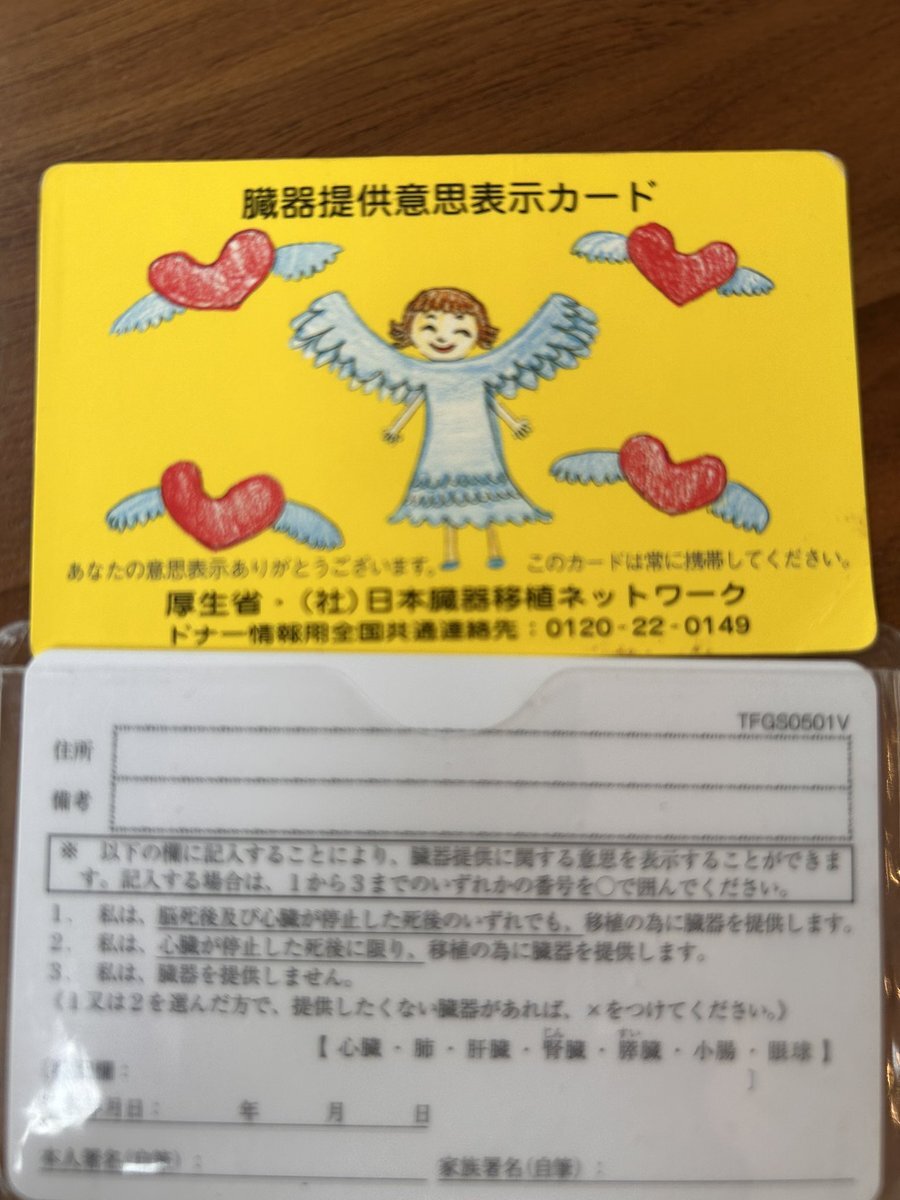 臓器提供意思表示カード
あなたの意思表示ありがとうございます。 このカードは常に携帯してください。
厚生省・(社)日本臓器移植ネットワーク
ドナー情報用全国共通連絡先:0120-22-0149
TFGS0501V
住所
備考
※ 以下の欄に記入することにより、臓器提供に関する意思を表示することができま
す。記入する場合は、1から3までのいずれかの番号を○で囲んでください。
1. 私は、脳死後及び心臓が停止した死後のいずれでも、移植の為に臓器を提供します。
2. 私は、心臓が停止した死後に限り、移植の為に臓器を提供します。
3. 私は、臓器を提供しません。
《1又は2を選んだ方で、提供したくない臓器があれば、×をつけてください。》
じん すい
【 心臓・肺・肝臓・腎臓・膵臓・小腸・眼球 】
欄: 〕
月日: 年 月 日
本人署名(自筆): 家族署名(自筆):